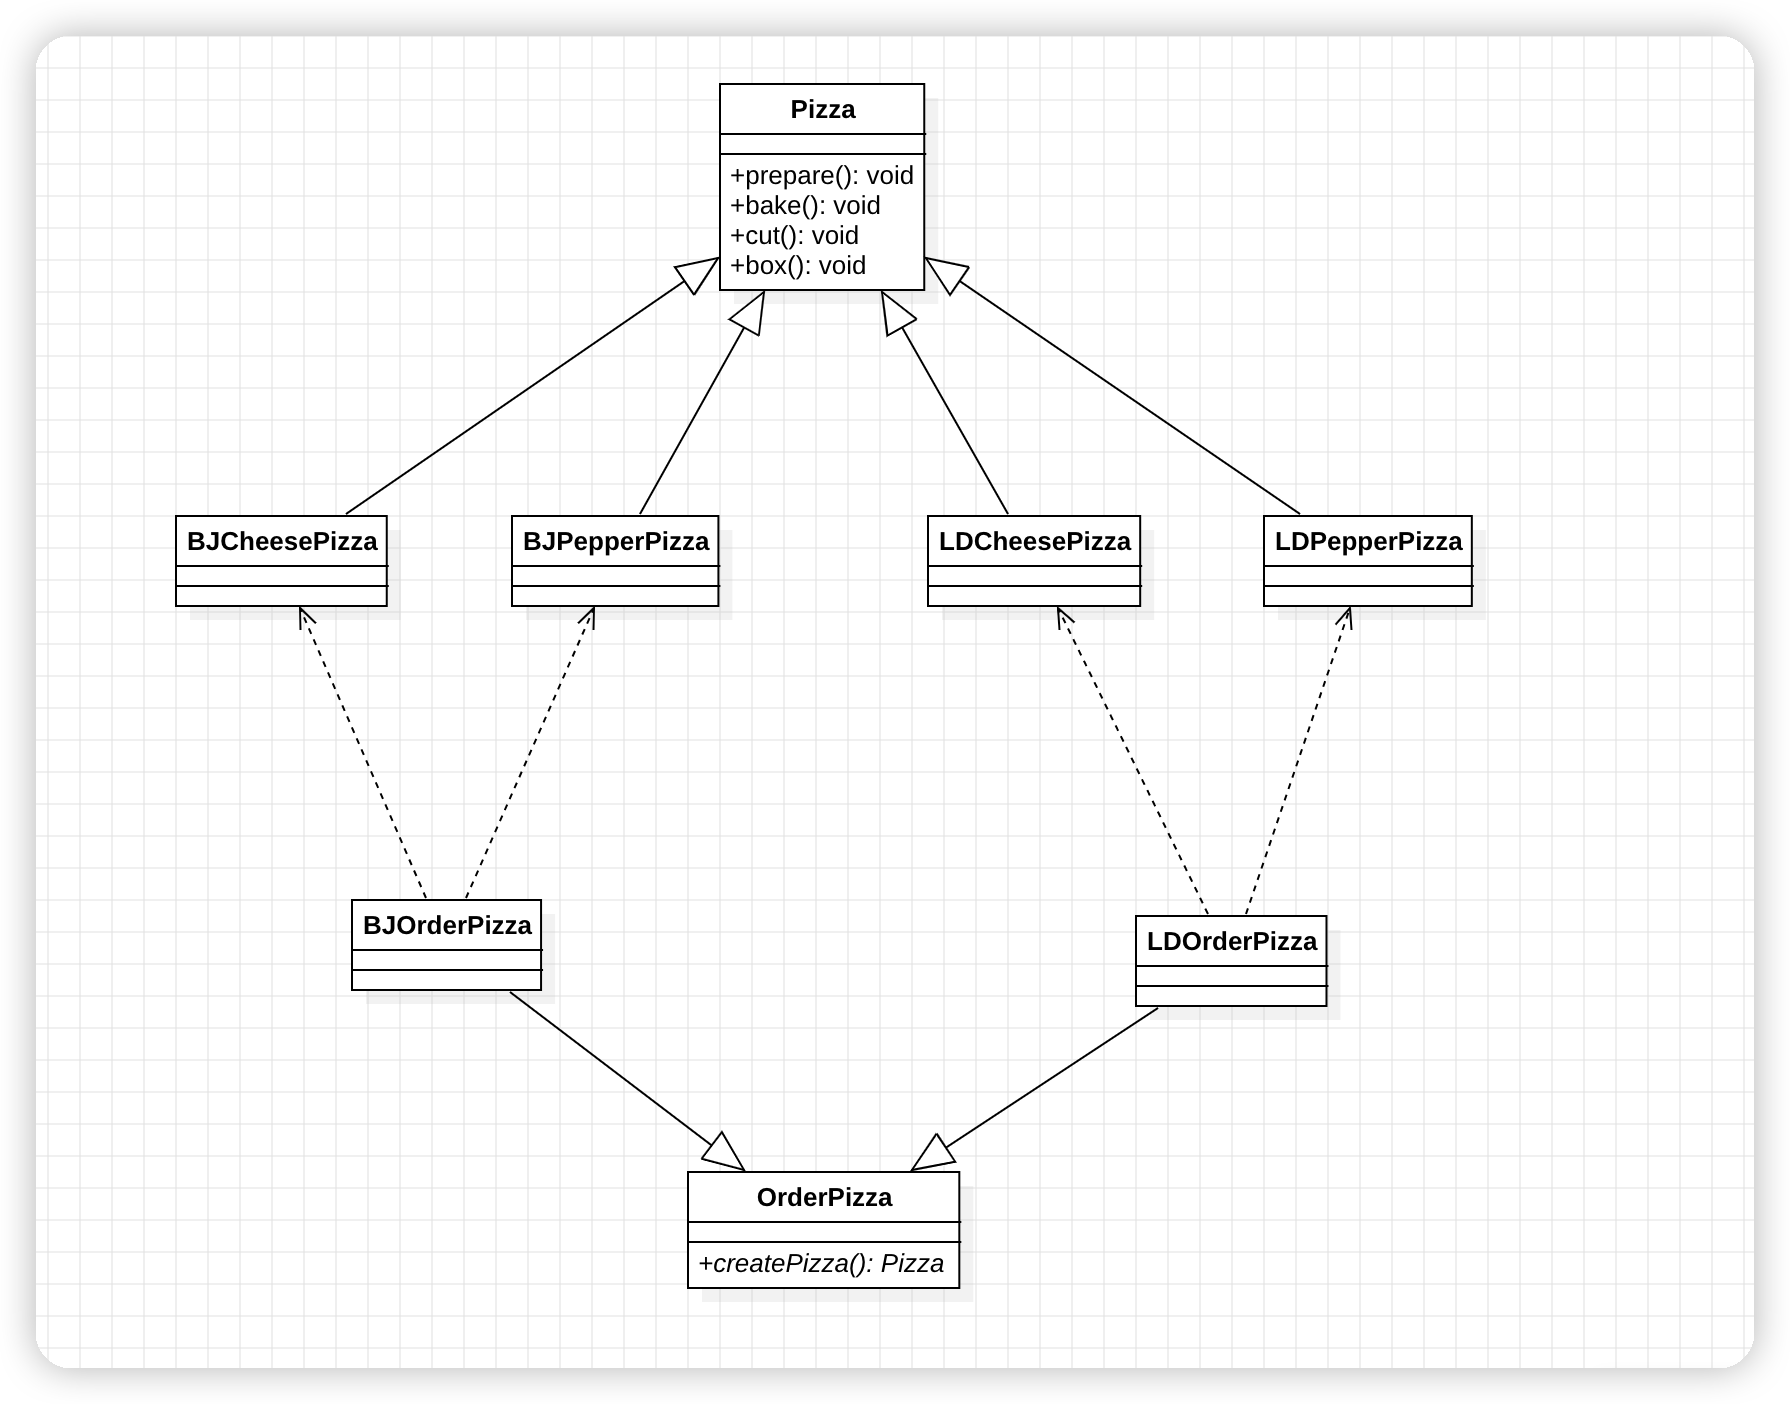 Pizza
+prepare(): void
+bake(): void
+cut(): void
+box(): void
BJCheesePizza
BJPepperPizza
LDCheesePizza
LDPepperPizza
BJOrderPizza
LDOrderPizza
OrderPizza
+createPizza(): Pizza